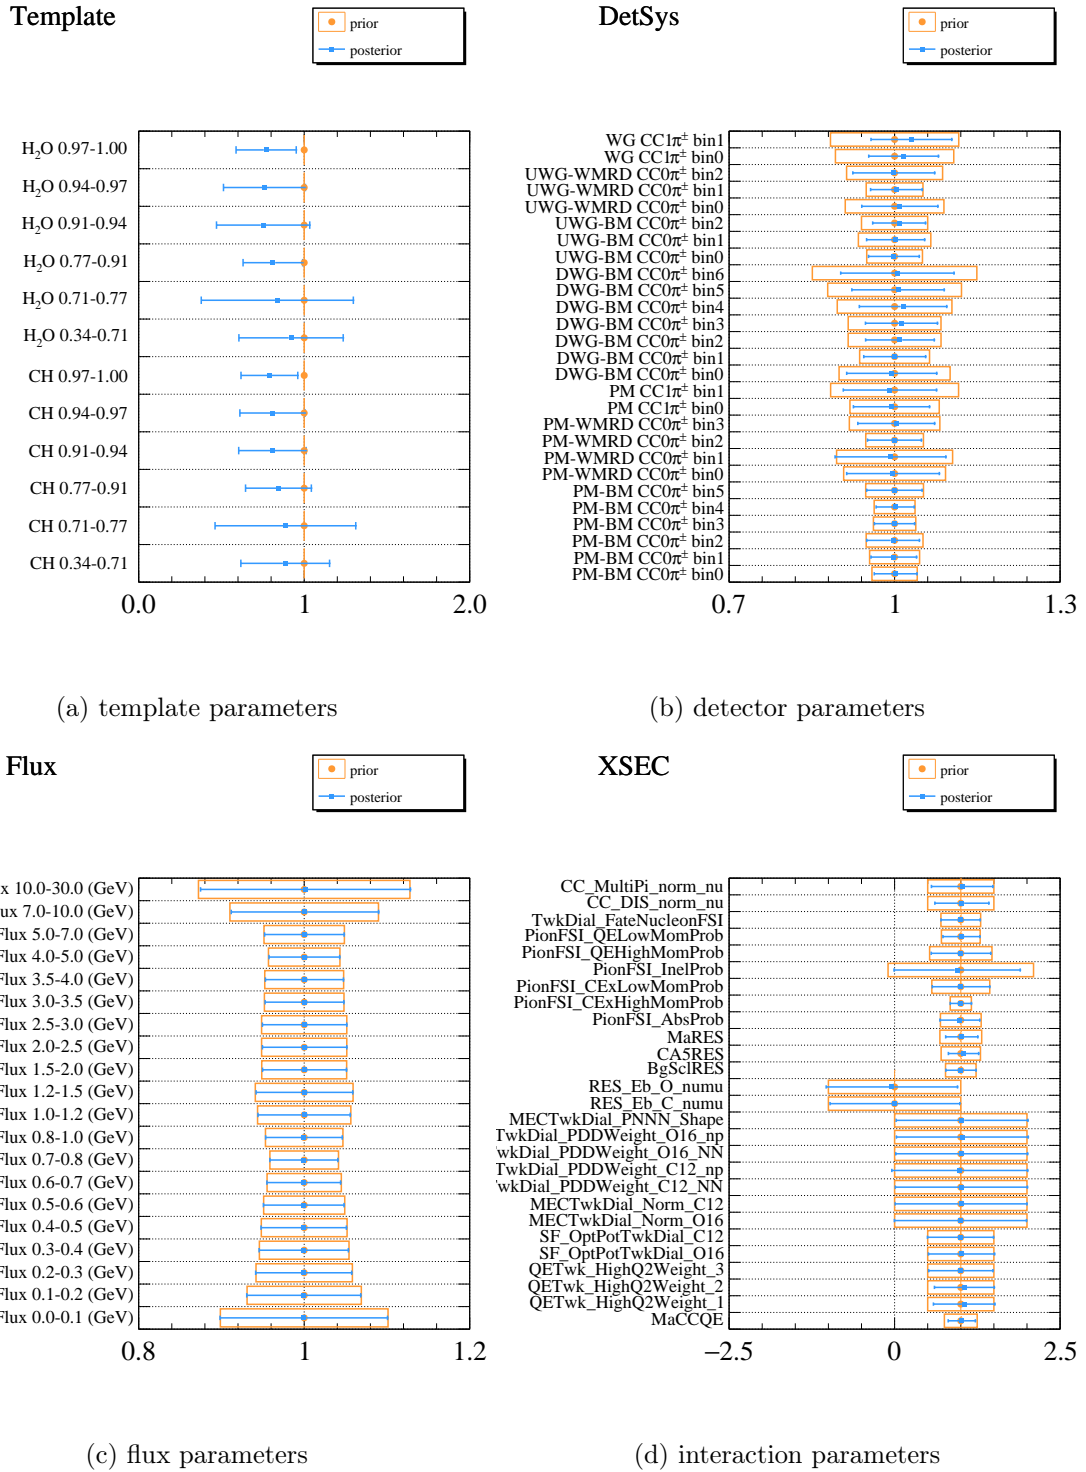 Template
prior
posterior
H₂O 0.97-1.00
H₂O 0.94-0.97
H₂O 0.91-0.94
H₂O 0.77-0.91
H₂O 0.71-0.77
H₂O 0.34-0.71
CH 0.97-1.00
CH 0.94-0.97
CH 0.91-0.94
CH 0.77-0.91
CH 0.71-0.77
CH 0.34-0.71
0.0 1 2.0
(a) template parameters
DetSys
prior
posterior
WG CC1π± bin1
WG CC1π± bin0
UWG-WMRD CC0π± bin2
UWG-WMRD CC0π± bin1
UWG-WMRD CC0π± bin0
UWG-BM CC0π± bin2
UWG-BM CC0π± bin1
UWG-BM CC0π± bin0
DWG-BM CC0π± bin6
DWG-BM CC0π± bin5
DWG-BM CC0π± bin4
DWG-BM CC0π± bin3
DWG-BM CC0π± bin2
DWG-BM CC0π± bin1
DWG-BM CC0π± bin0
PM CC1π± bin1
PM CC1π± bin0
PM-WMRD CC0π± bin3
PM-WMRD CC0π± bin2
PM-WMRD CC0π± bin1
PM-WMRD CC0π± bin0
PM-BM CC0π± bin5
PM-BM CC0π± bin4
PM-BM CC0π± bin3
PM-BM CC0π± bin2
PM-BM CC0π± bin1
PM-BM CC0π± bin0
0.7 1 1.3
(b) detector parameters
Flux
prior
posterior
x 10.0-30.0 (GeV)
ux 7.0-10.0 (GeV)
Flux 5.0-7.0 (GeV)
Flux 4.0-5.0 (GeV)
Flux 3.5-4.0 (GeV)
Flux 3.0-3.5 (GeV)
Flux 2.5-3.0 (GeV)
Flux 2.0-2.5 (GeV)
Flux 1.5-2.0 (GeV)
Flux 1.2-1.5 (GeV)
Flux 1.0-1.2 (GeV)
Flux 0.8-1.0 (GeV)
Flux 0.7-0.8 (GeV)
Flux 0.6-0.7 (GeV)
Flux 0.5-0.6 (GeV)
Flux 0.4-0.5 (GeV)
Flux 0.3-0.4 (GeV)
Flux 0.2-0.3 (GeV)
Flux 0.1-0.2 (GeV)
Flux 0.0-0.1 (GeV)
0.8 1 1.2
(c) flux parameters
XSEC
prior
posterior
CC_MultiPi_norm_nu
CC_DIS_norm_nu
TwkDial_FateNucleonFSI
PionFSI_QELowMomProb
PionFSI_QEHighMomProb
PionFSI_InelProb
PionFSI_CExLowMomProb
PionFSI_CExHighMomProb
PionFSI_AbsProb
MaRES
CA5RES
BgSclRES
RES_Eb_O_numu
RES_Eb_C_numu
MECTwkDial_PNNN_Shape
TwkDial_PDDWeight_O16_np
wkDial_PDDWeight_O16_NN
TwkDial_PDDWeight_C12_np
wkDial_PDDWeight_C12_NN
MECTwkDial_Norm_C12
MECTwkDial_Norm_O16
SF_OptPotTwkDial_C12
SF_OptPotTwkDial_O16
QETwk_HighQ2Weight_3
QETwk_HighQ2Weight_2
QETwk_HighQ2Weight_1
MaCCQE
−2.5 0 2.5
(d) interaction parameters